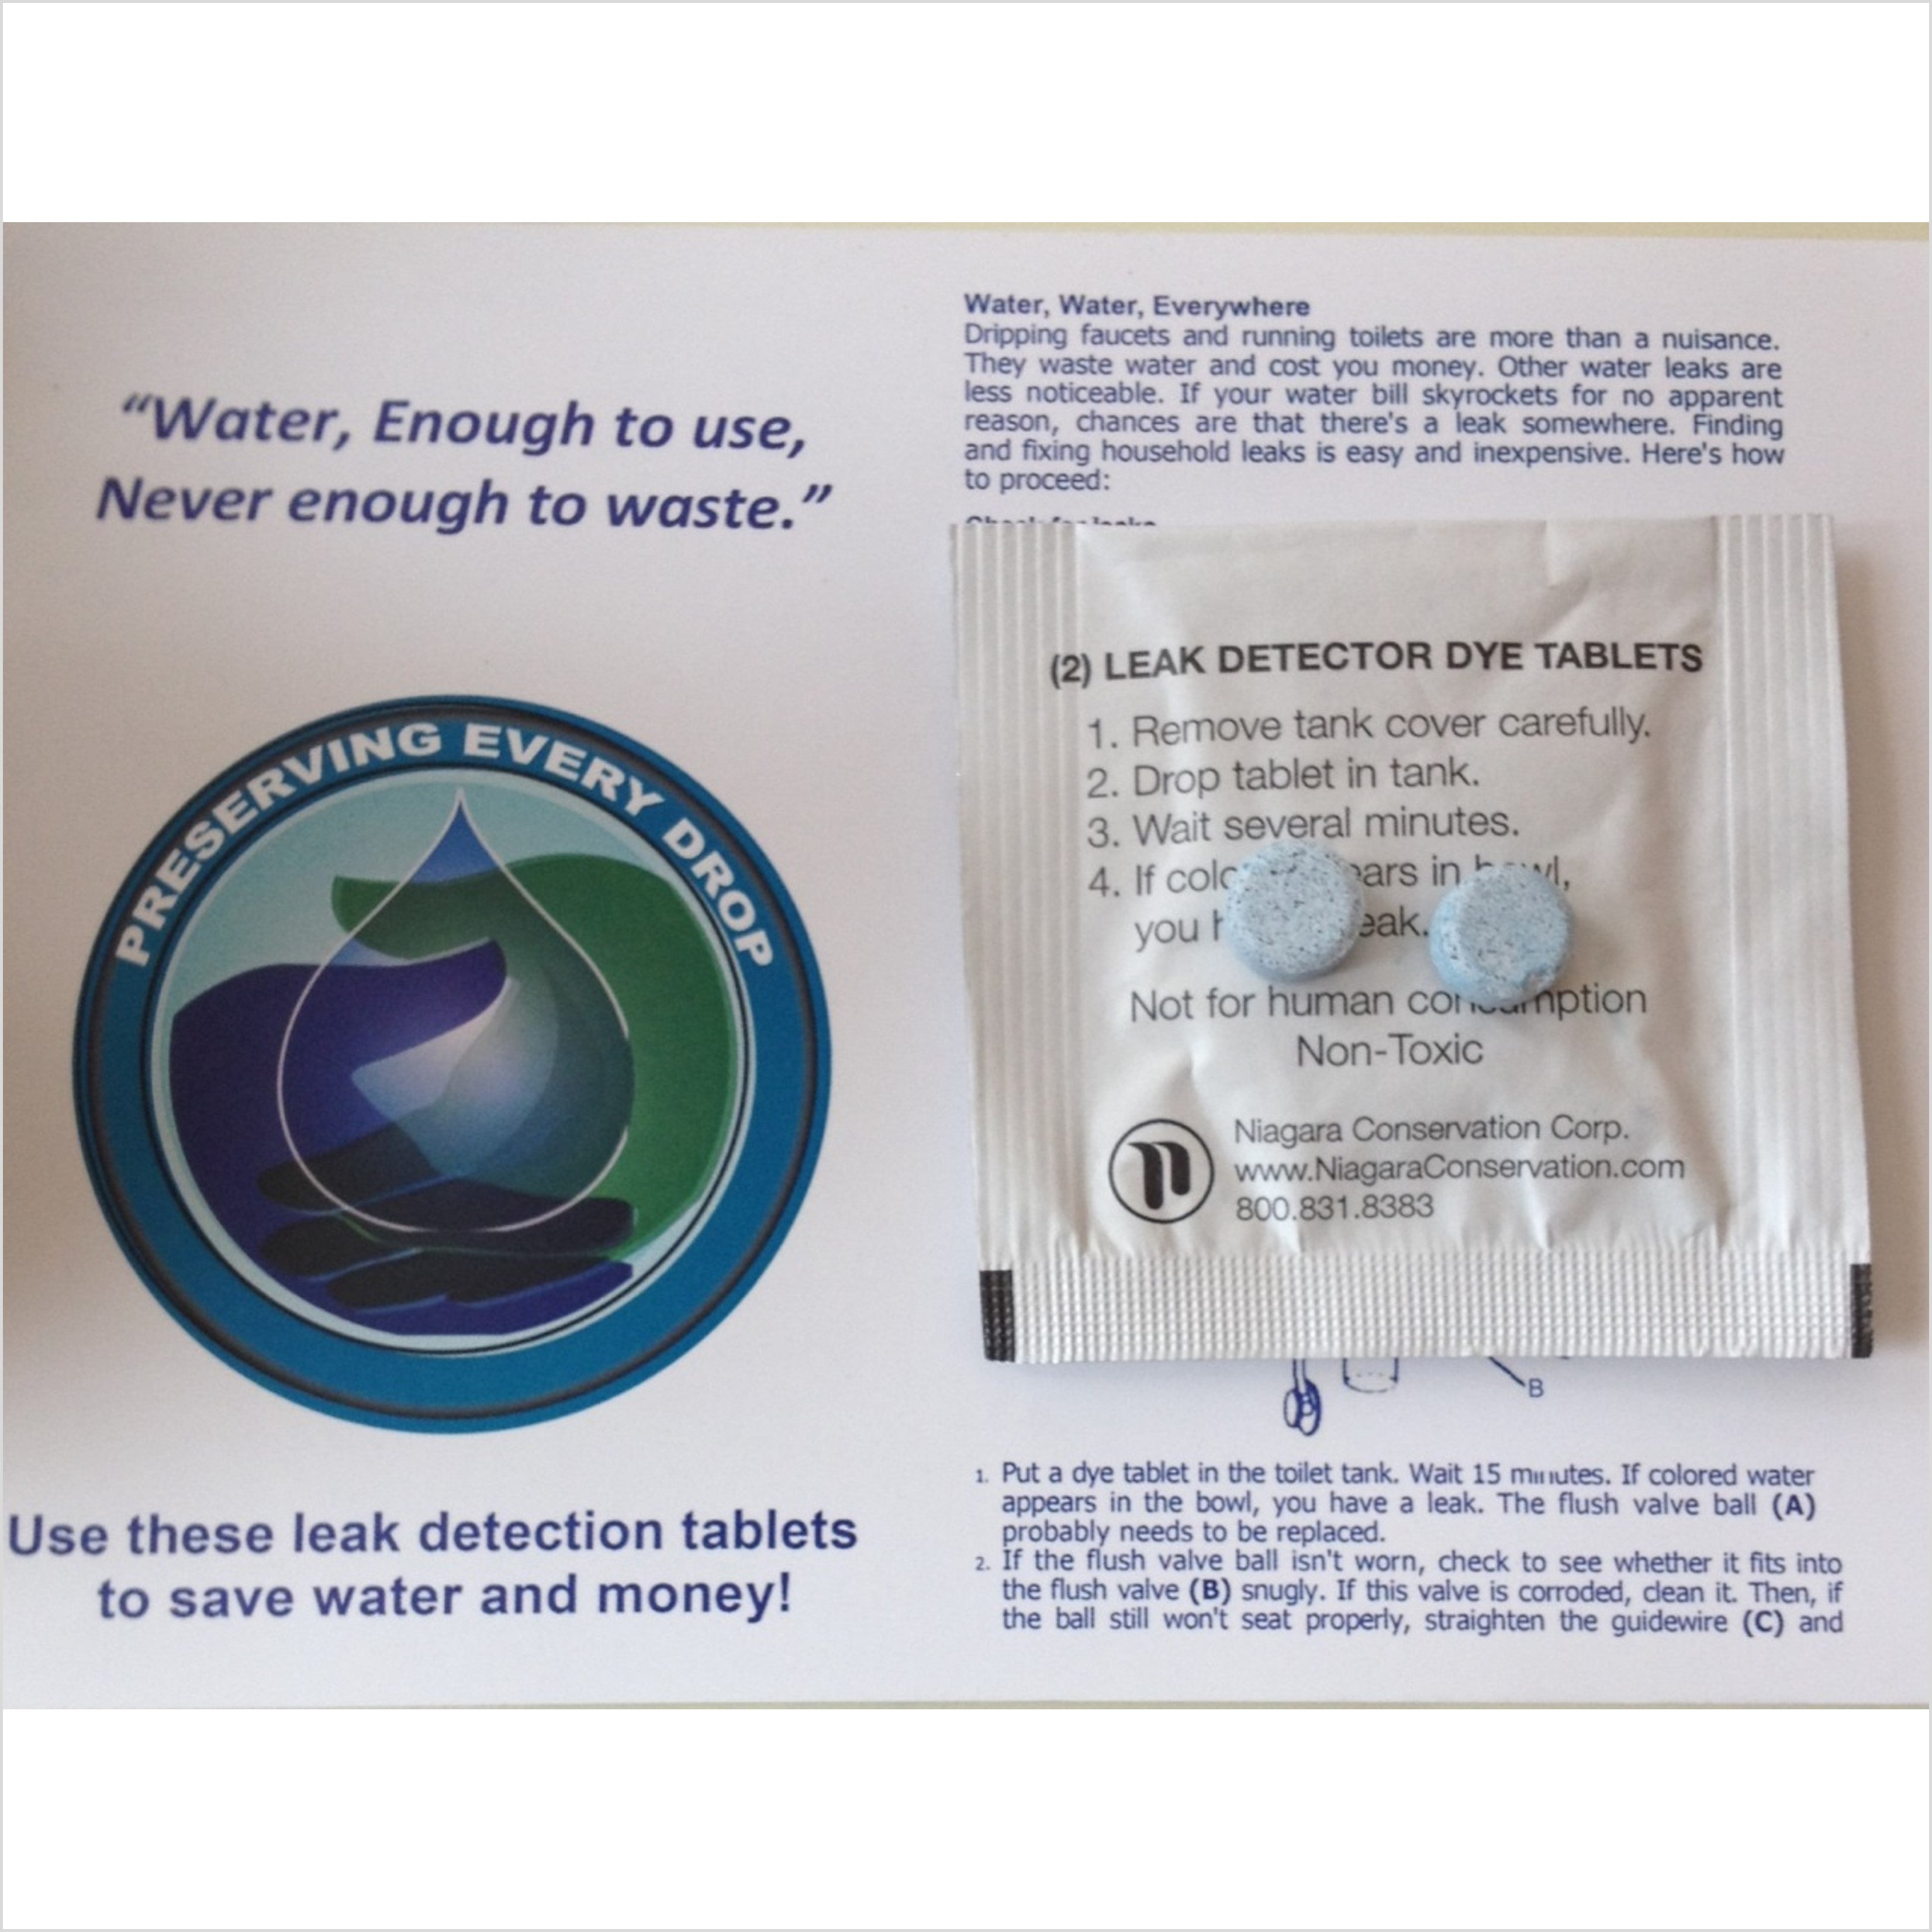 “Water, Enough to use,
Never enough to waste.”
PRESERVING EVERY DROP
Use these leak detection tablets
to save water and money!
Water, Water, Everywhere
Dripping faucets and running toilets are more than a nuisance.
They waste water and cost you money. Other water leaks are
less noticeable. If your water bill skyrockets for no apparent
reason, chances are that there's a leak somewhere. Finding
and fixing household leaks is easy and inexpensive. Here's how
to proceed:
(2) LEAK DETECTOR DYE TABLETS
1. Remove tank cover carefully.
2. Drop tablet in tank.
3. Wait several minutes.
4. If in
you
Not for human consumption
Non-Toxic
n
Niagara Conservation Corp.
www.NiagaraConservation.com
800.831.8383
B
1. Put a dye tablet in the toilet tank. Wait 15 minutes. If colored water
appears in the bowl, you have a leak. The flush valve ball (A)
probably needs to be replaced.
2. If the flush valve ball isn't worn, check to see whether it fits into
the flush valve (B) snugly. If this valve is corroded, clean it. Then, if
the ball still won't seat properly, straighten the guidewire (C) and